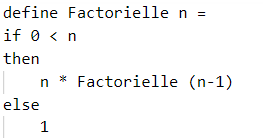 define Factorielle n =
if 0 < n
then
    n * Factorielle (n-1)
else
    1